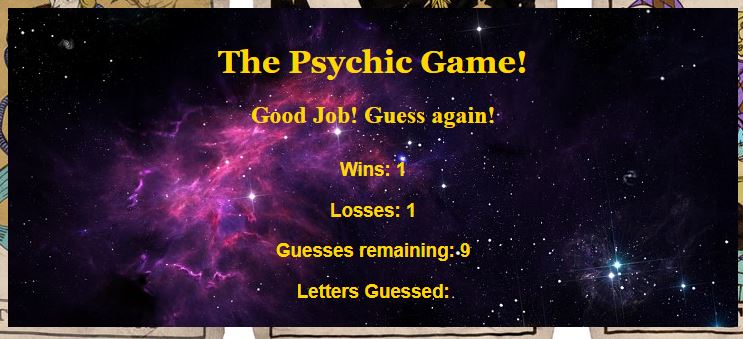 The Psychic Game!
Good Job! Guess again!
Wins: 1
Losses: 1
Guesses remaining: 9
Letters Guessed: